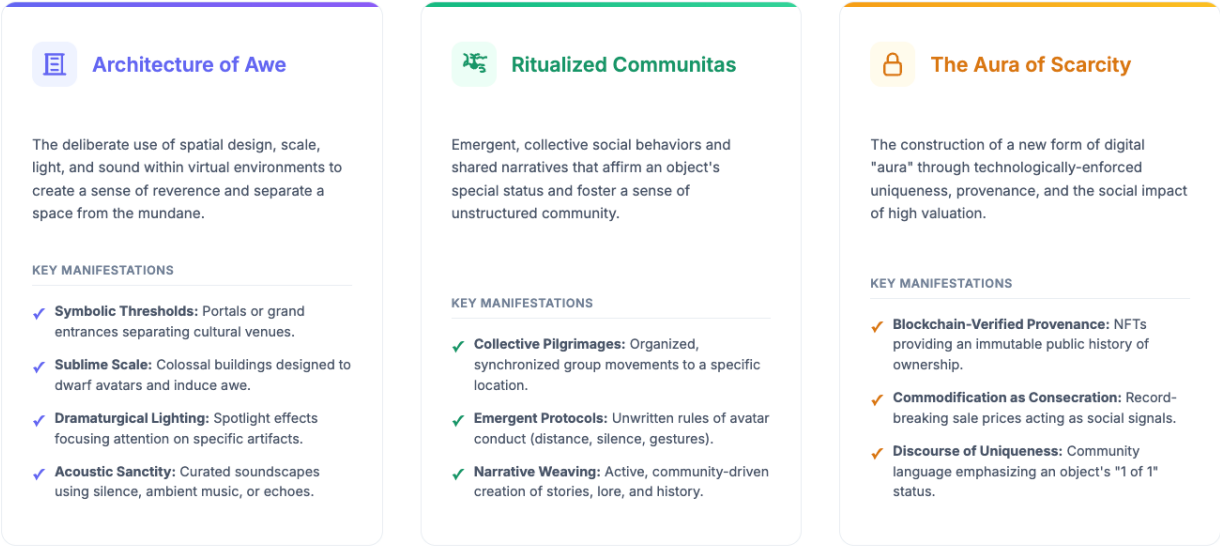 Architecture of Awe
The deliberate use of spatial design, scale,
light, and sound within virtual environments to
create a sense of reverence and separate a
space from the mundane.
KEY MANIFESTATIONS
Symbolic Thresholds: Portals or grand
entrances separating cultural venues.
Sublime Scale: Colossal buildings designed to
dwarf avatars and induce awe.
Dramaturgical Lighting: Spotlight effects
focusing attention on specific artifacts.
Acoustic Sanctity: Curated soundscapes
using silence, ambient music, or echoes.
Ritualized Communitas
Emergent, collective social behaviors and
shared narratives that affirm an object's
special status and foster a sense of
unstructured community.
KEY MANIFESTATIONS
Collective Pilgrimages: Organized,
synchronized group movements to a specific
location.
Emergent Protocols: Unwritten rules of avatar
conduct (distance, silence, gestures).
Narrative Weaving: Active, community-driven
creation of stories, lore, and history.
The Aura of Scarcity
The construction of a new form of digital
"aura" through technologically-enforced
uniqueness, provenance, and the social impact
of high valuation.
KEY MANIFESTATIONS
Blockchain-Verified Provenance: NFTs
providing an immutable public history of
ownership.
Commodification as Consecration: Record-
breaking sale prices acting as social signals.
Discourse of Uniqueness: Community
language emphasizing an object's "1 of 1"
status.